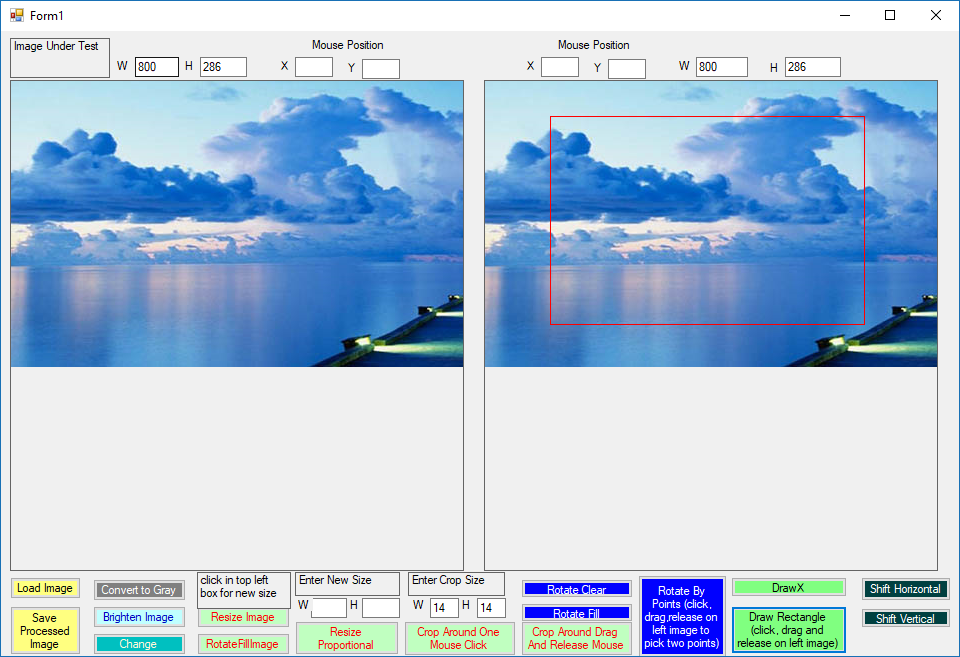 Form1
Image Under Test
Mouse Position
Mouse Position
W 800 H 286 X Y X Y W 800 H 286
Load Image
Save
Processed
Image
Convert to Gray
Brighten Image
Change
click in top left
box for new size
Resize Image
RotateFillImage
Enter New Size
W H
Resize
Proportional
Enter Crop Size
W 14 H 14
Crop Around One
Mouse Click
Rotate Clear
Rotate Fill
Crop Around Drag
And Release Mouse
Rotate By
Points (click,
drag,release on
left image to
pick two points)
DrawX
Draw Rectangle
(click, drag and
release on left image)
Shift Horizontal
Shift Vertical